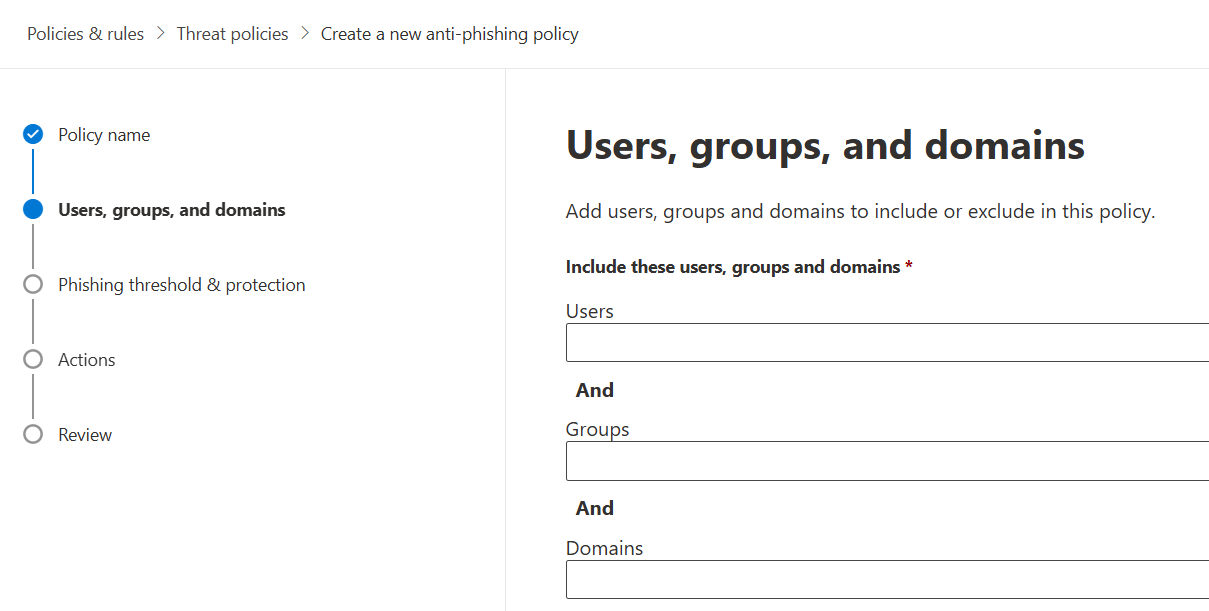 Policies & rules > Threat policies > Create a new anti-phishing policy
Policy name
Users, groups, and domains
Phishing threshold & protection
Actions
Review
Users, groups, and domains
Add users, groups and domains to include or exclude in this policy.
Include these users, groups and domains *
Users
And
Groups
And
Domains